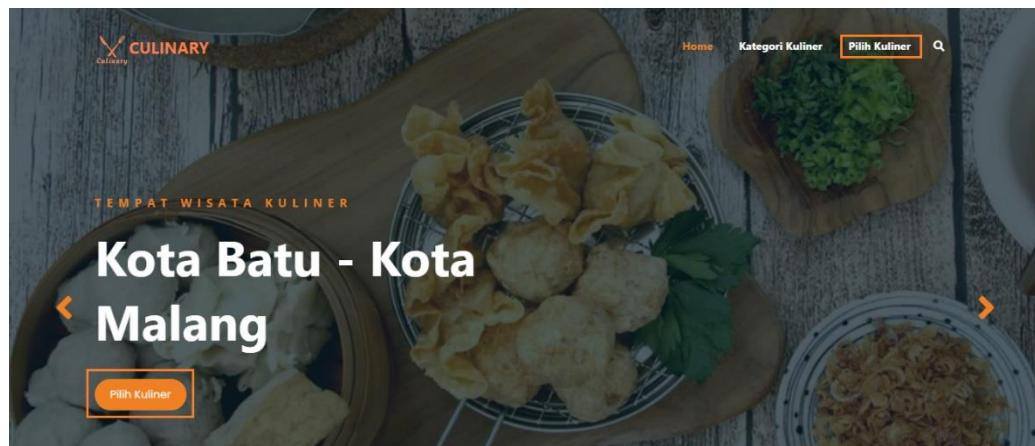 CULINARY
Culinary
Home Kategori Kuliner Pilih Kuliner
TEMPAT WISATA KULINER
Kota Batu - Kota
Malang
Pilih Kuliner